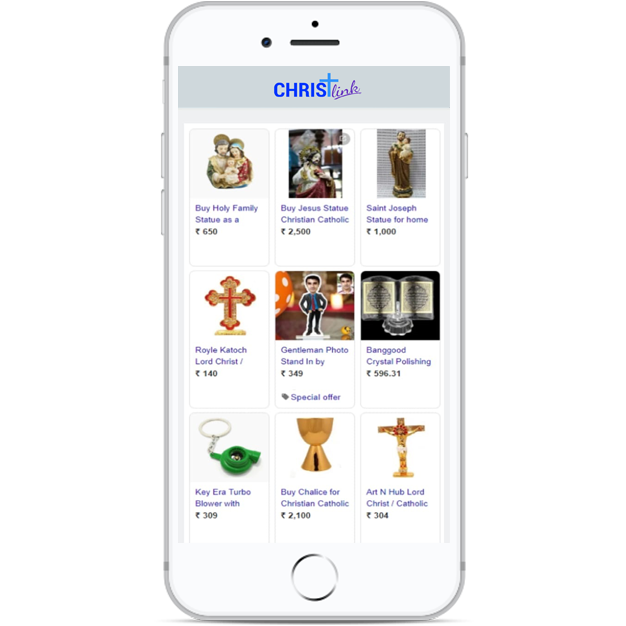 CHRISTlink
Buy Holy Family
Statue as a
₹ 650
Buy Jesus Statue
Christian Catholic
₹ 2,500
Saint Joseph
Statue for home
₹ 1,000
Royle Katoch
Lord Christ /
₹ 140
Gentleman Photo
Stand In by
₹ 349
Special offer
Banggood
Crystal Polishing
₹ 596.31
Key Era Turbo
Blower with
₹ 309
Buy Chalice for
Christian Catholic
₹ 2,100
Art N Hub Lord
Christ / Catholic
₹ 304